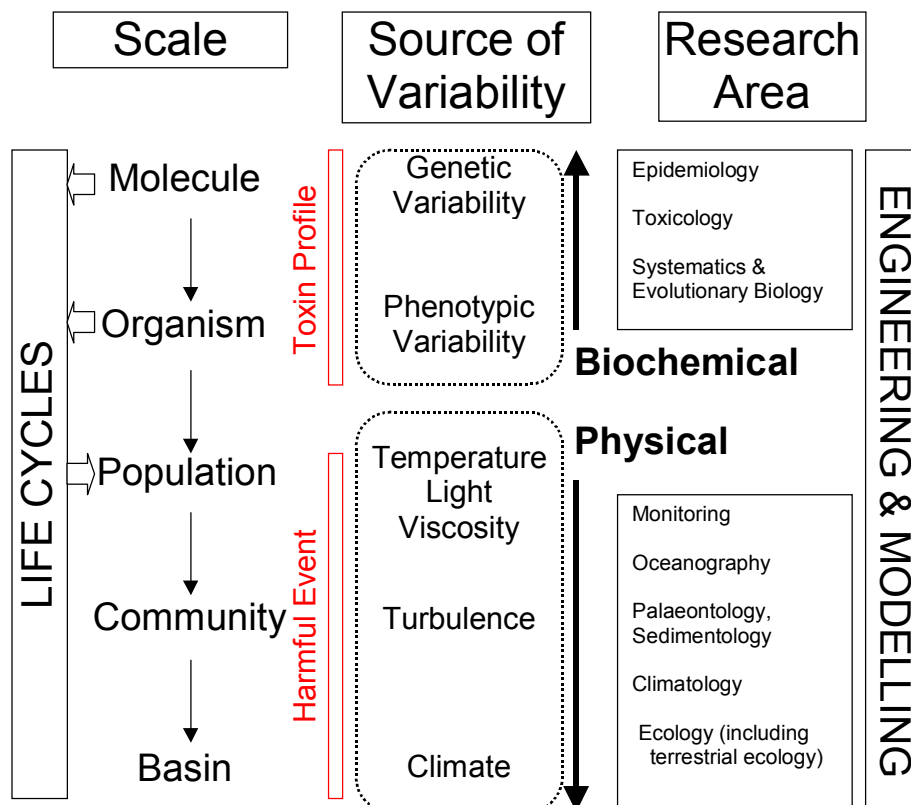 Scale
Source of
Variability
Research
Area
LIFE CYCLES
Molecule
Organism
Population
Community
Basin
Toxin Profile
Harmful Event
Genetic
Variability
Phenotypic
Variability
Biochemical
Physical
Temperature
Light
Viscosity
Turbulence
Climate
Epidemiology
Toxicology
Systematics &
Evolutionary Biology
Monitoring
Oceanography
Palaeontology,
Sedimentology
Climatology
Ecology (including
terrestrial ecology)
ENGINEERING & MODELLING